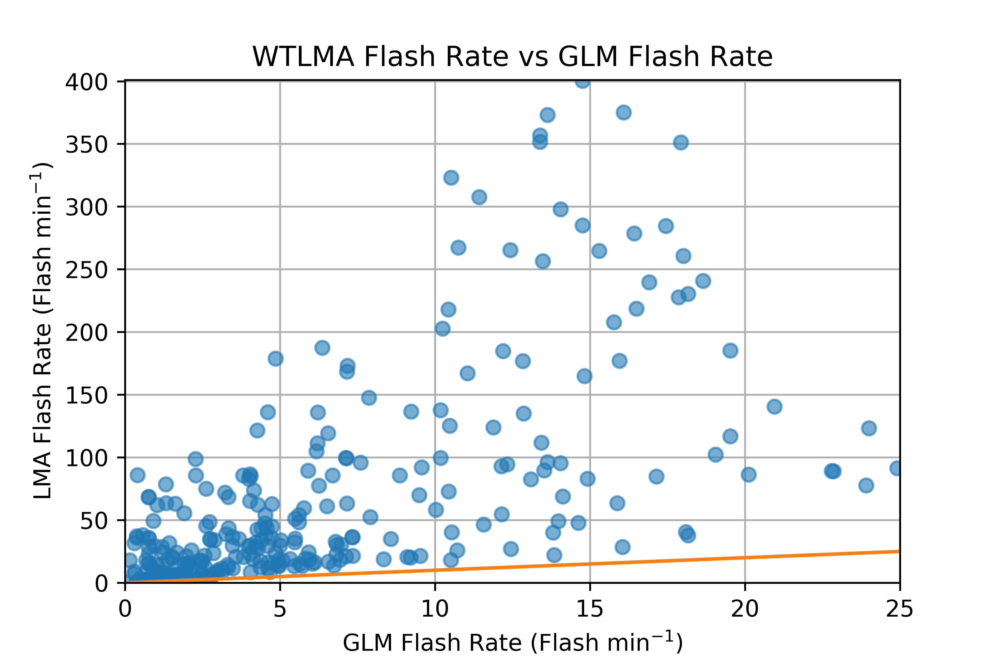 WTLMA Flash Rate vs GLM Flash Rate
LMA Flash Rate (Flash min⁻¹)
400
350
300
250
200
150
100
50
0
0 5 10 15 20 25
GLM Flash Rate (Flash min⁻¹)